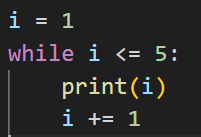 i = 1
while i <= 5:
    print(i)
    i += 1